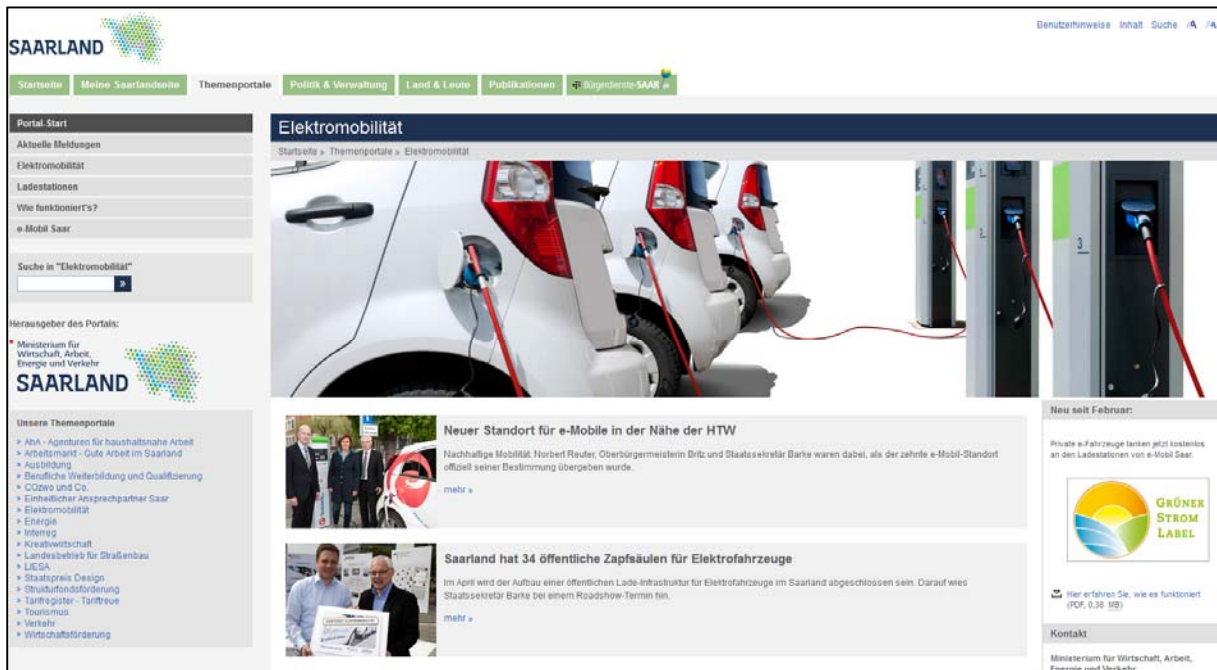 Benutzerhinweise Inhalt Suche
SAARLAND
Startseite Meine Saarlandseite Themenportale Politik & Verwaltung Land & Leute Publikationen Bürgerdienste-SAAR
Portal-Start
Aktuelle Meldungen
Elektromobilität
Ladestationen
Wie funktioniert's?
e-Mobil Saar
Suche in "Elektromobilität"
»
Herausgeber des Portals:
Ministerium für
Wirtschaft, Arbeit,
Energie und Verkehr
SAARLAND
Unsere Themenportale
» AhA - Agenturen für haushaltsnahe Arbeit
» Arbeitsmarkt - Gute Arbeit im Saarland
» Ausbildung
» Berufliche Weiterbildung und Qualifizierung
» COzwo und Co.
» Einheitlicher Ansprechpartner Saar
» Elektromobilität
» Energie
» Interreg
» Kreativwirtschaft
» Landesbetrieb für Straßenbau
» LIESA
» Staatspreis Design
» Strukturfondsförderung
» Tarifregister - Tariftreue
» Tourismus
» Verkehr
» Wirtschaftsförderung
Elektromobilität
Startseite » Themenportale » Elektromobilität
3
Neuer Standort für e-Mobile in der Nähe der HTW
Nachhaltige Mobilität: Norbert Reuter, Oberbürgermeisterin Britz und Staatssekretär Barke waren dabei, als der zehnte e-Mobil-Standort
offiziell seiner Bestimmung übergeben wurde.
mehr »
Saarland hat 34 öffentliche Zapfsäulen für Elektrofahrzeuge
Im April wird der Aufbau einer öffentlichen Lade-Infrastruktur für Elektrofahrzeuge im Saarland abgeschlossen sein. Darauf wies
Staatssekretär Barke bei einem Roadshow-Termin hin.
mehr »
Neu seit Februar:
Private e-Fahrzeuge tanken jetzt kostenlos
an den Ladestationen von e-Mobil Saar.
GRÜNER
STROM
LABEL
Hier erfahren Sie, wie es funktioniert
(PDF, 0,38 MB)
Kontakt
Ministerium für Wirtschaft, Arbeit,
Energie und Verkehr